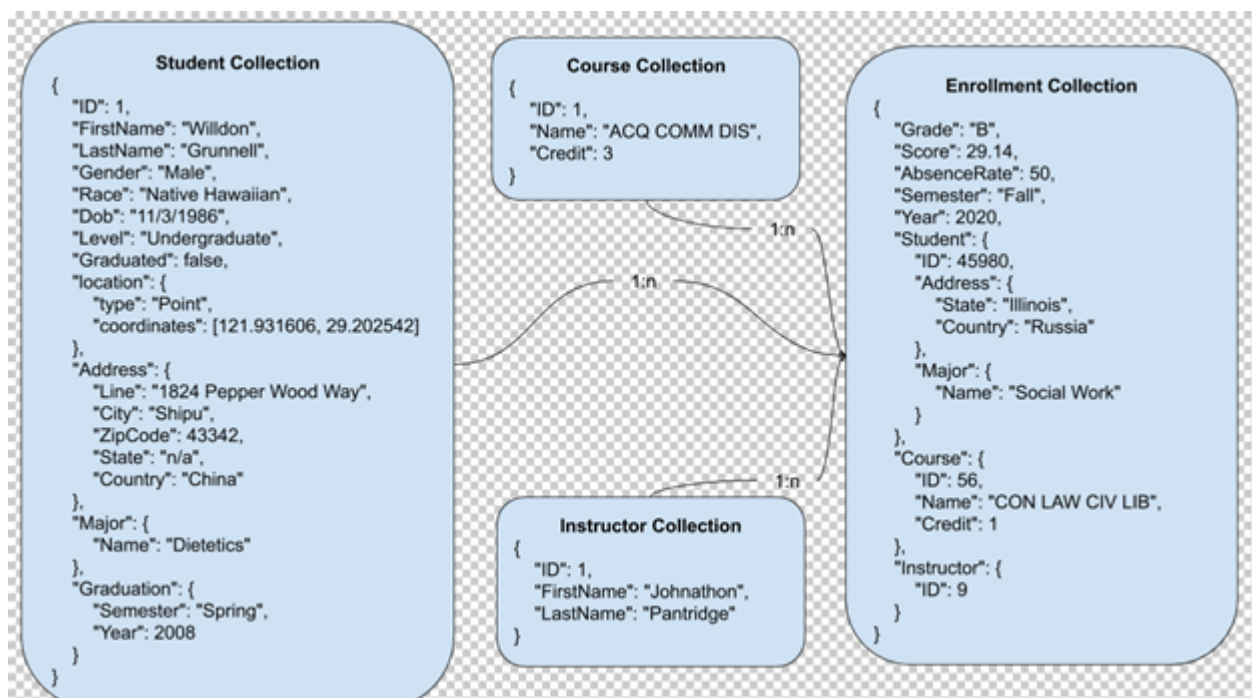 Student Collection
{
"ID": 1,
"FirstName": "Willdon",
"LastName": "Grunnell",
"Gender": "Male",
"Race": "Native Hawaiian",
"Dob": "11/3/1986",
"Level": "Undergraduate",
"Graduated": false,
"location": {
"type": "Point",
"coordinates": [121.931606, 29.202542]
},
"Address": {
"Line": "1824 Pepper Wood Way",
"City": "Shipu",
"ZipCode": 43342,
"State": "n/a",
"Country": "China"
},
"Major": {
"Name": "Dietetics"
},
"Graduation": {
"Semester": "Spring",
"Year": 2008
}
}
Course Collection
{
"ID": 1,
"Name": "ACQ COMM DIS",
"Credit": 3
}
1:n
1:n
1:n
Instructor Collection
{
"ID": 1,
"FirstName": "Johnathon",
"LastName": "Pantridge"
}
Enrollment Collection
{
"Grade": "B",
"Score": 29.14,
"AbsenceRate": 50,
"Semester": "Fall",
"Year": 2020,
"Student": {
"ID": 45980,
"Address": {
"State": "Illinois",
"Country": "Russia"
},
"Major": {
"Name": "Social Work"
}
},
"Course": {
"ID": 56,
"Name": "CON LAW CIV LIB",
"Credit": 1
},
"Instructor": {
"ID": 9
}
}